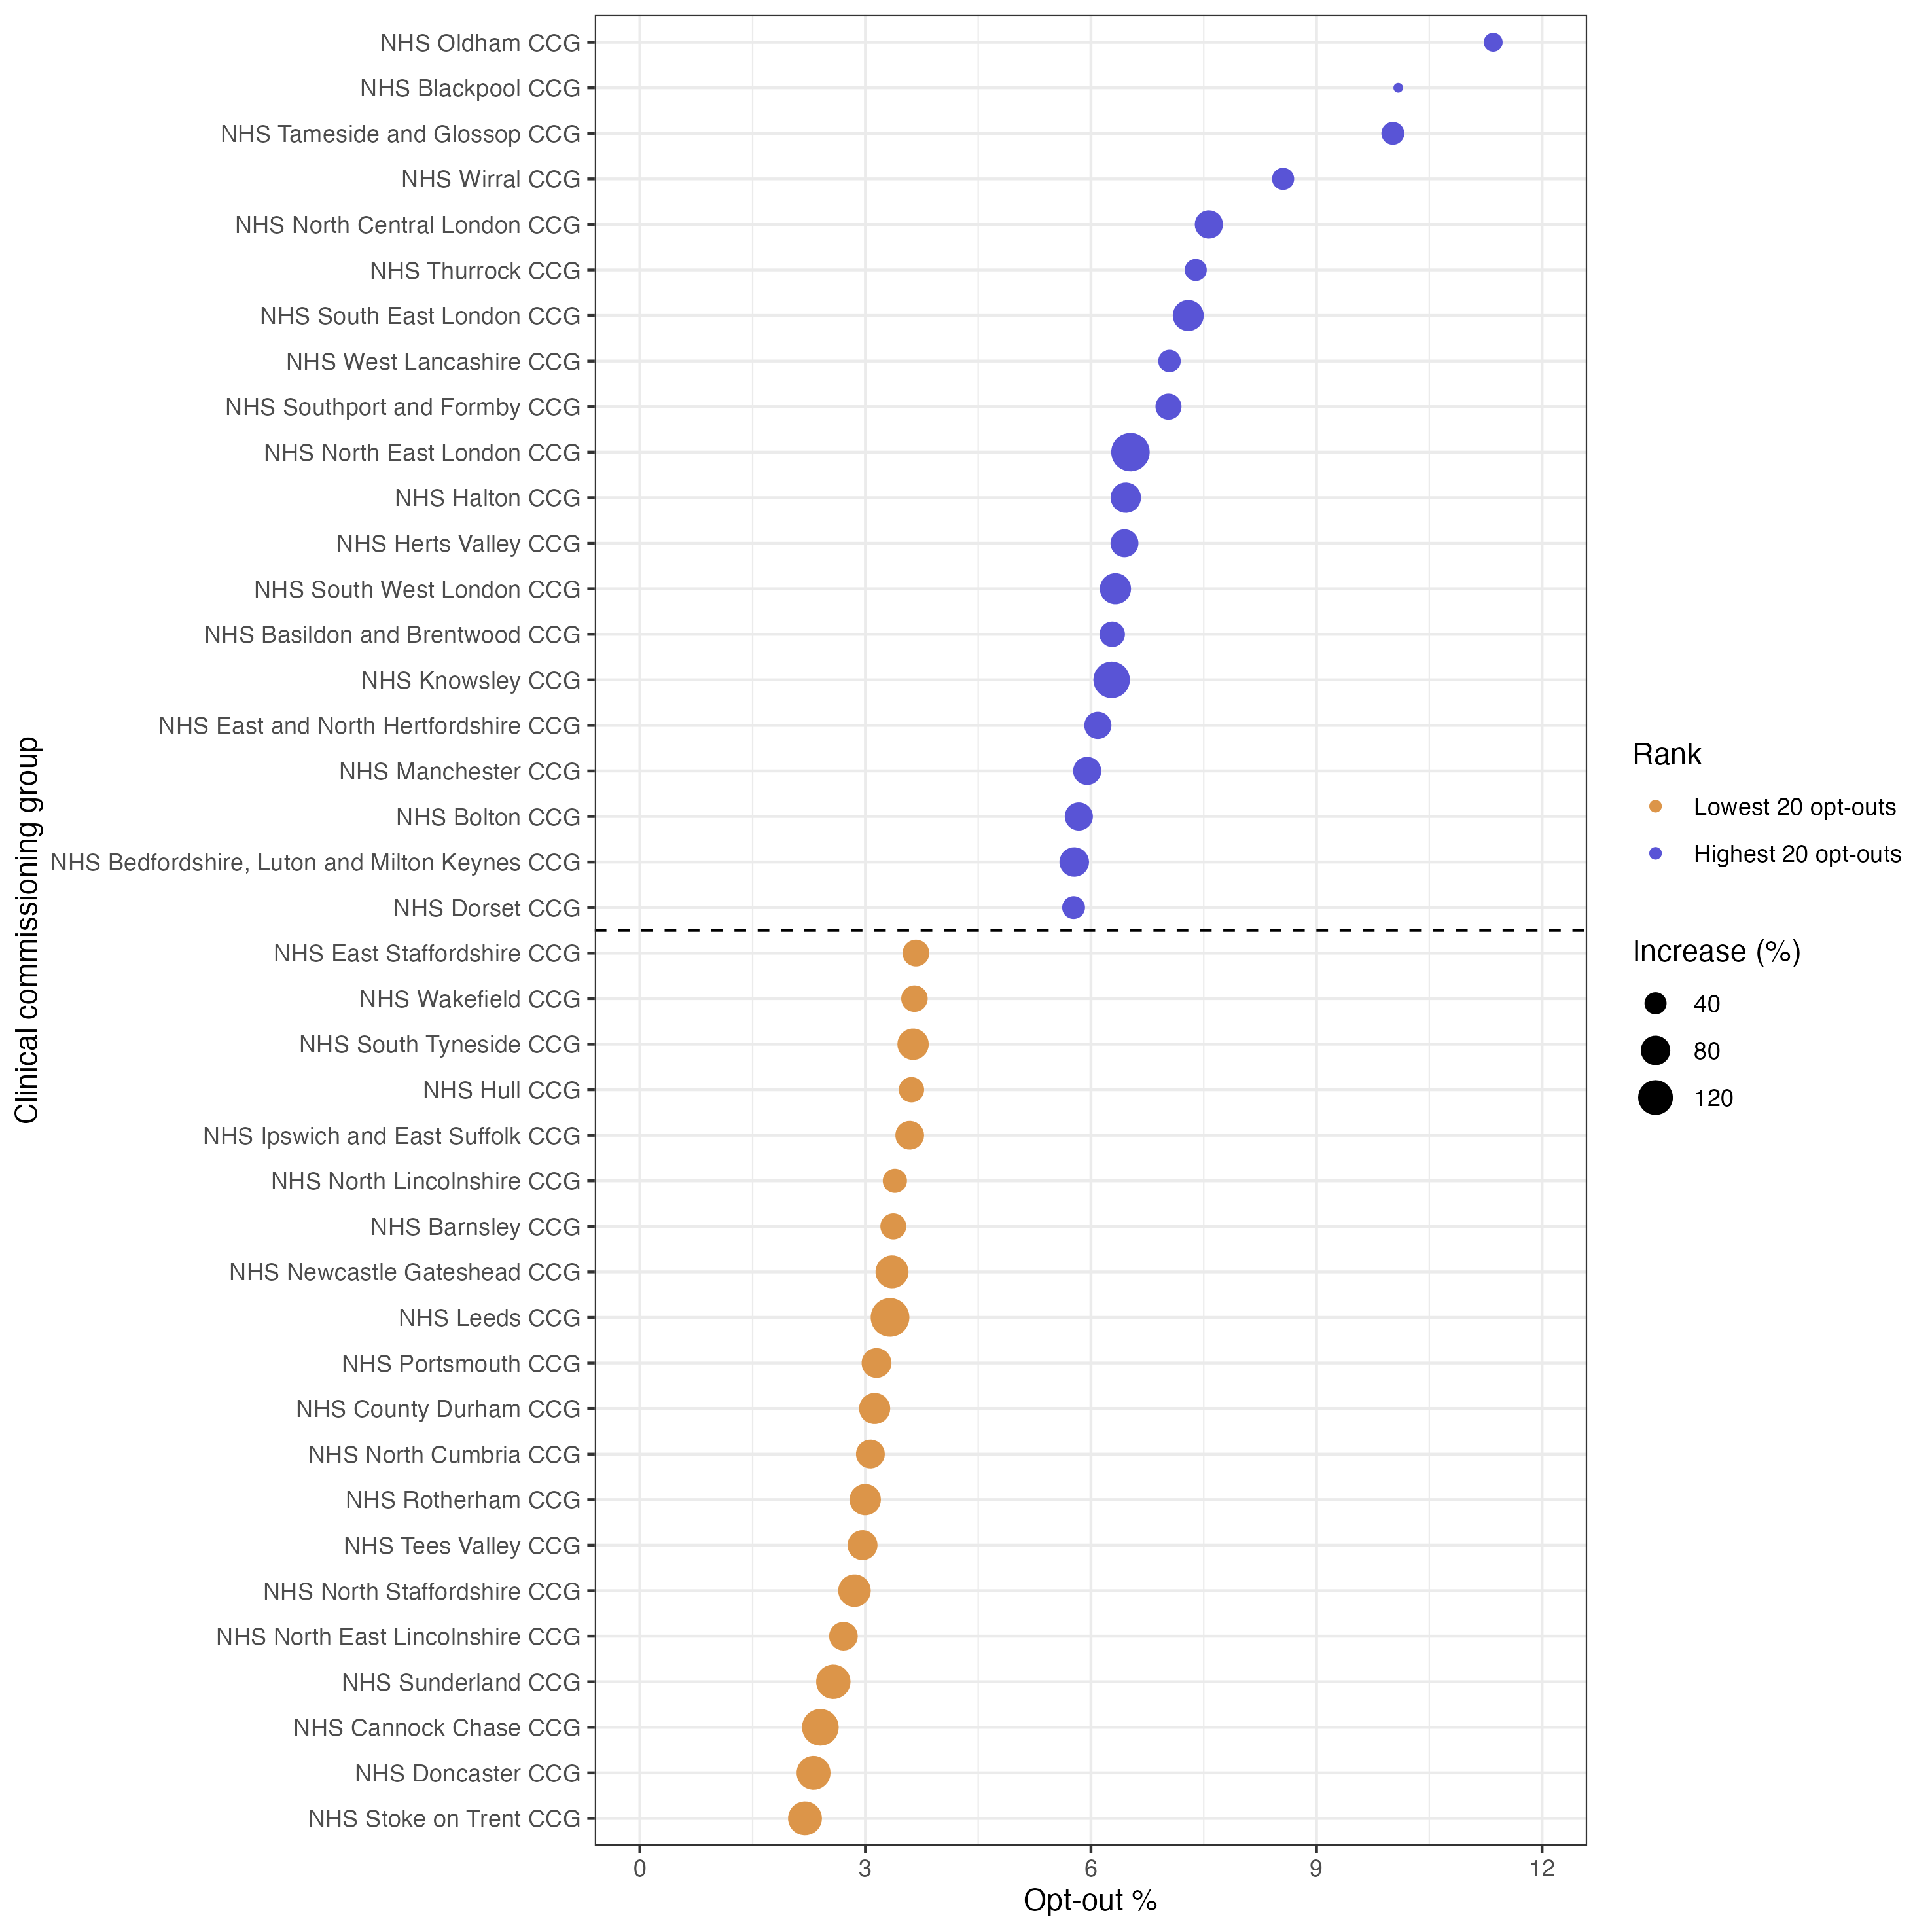 NHS Oldham CCG
NHS Blackpool CCG
NHS Tameside and Glossop CCG
NHS Wirral CCG
NHS North Central London CCG
NHS Thurrock CCG
NHS South East London CCG
NHS West Lancashire CCG
NHS Southport and Formby CCG
NHS North East London CCG
NHS Halton CCG
NHS Herts Valley CCG
NHS South West London CCG
NHS Basildon and Brentwood CCG
NHS Knowsley CCG
NHS East and North Hertfordshire CCG
NHS Manchester CCG
NHS Bolton CCG
NHS Bedfordshire, Luton and Milton Keynes CCG
NHS Dorset CCG
NHS East Staffordshire CCG
NHS Wakefield CCG
NHS South Tyneside CCG
NHS Hull CCG
NHS Ipswich and East Suffolk CCG
NHS North Lincolnshire CCG
NHS Barnsley CCG
NHS Newcastle Gateshead CCG
NHS Leeds CCG
NHS Portsmouth CCG
NHS County Durham CCG
NHS North Cumbria CCG
NHS Rotherham CCG
NHS Tees Valley CCG
NHS North Staffordshire CCG
NHS North East Lincolnshire CCG
NHS Sunderland CCG
NHS Cannock Chase CCG
NHS Doncaster CCG
NHS Stoke on Trent CCG
Clinical commissioning group
0 3 6 9 12
Opt-out %
Rank
Lowest 20 opt-outs
Highest 20 opt-outs
Increase (%)
40
80
120